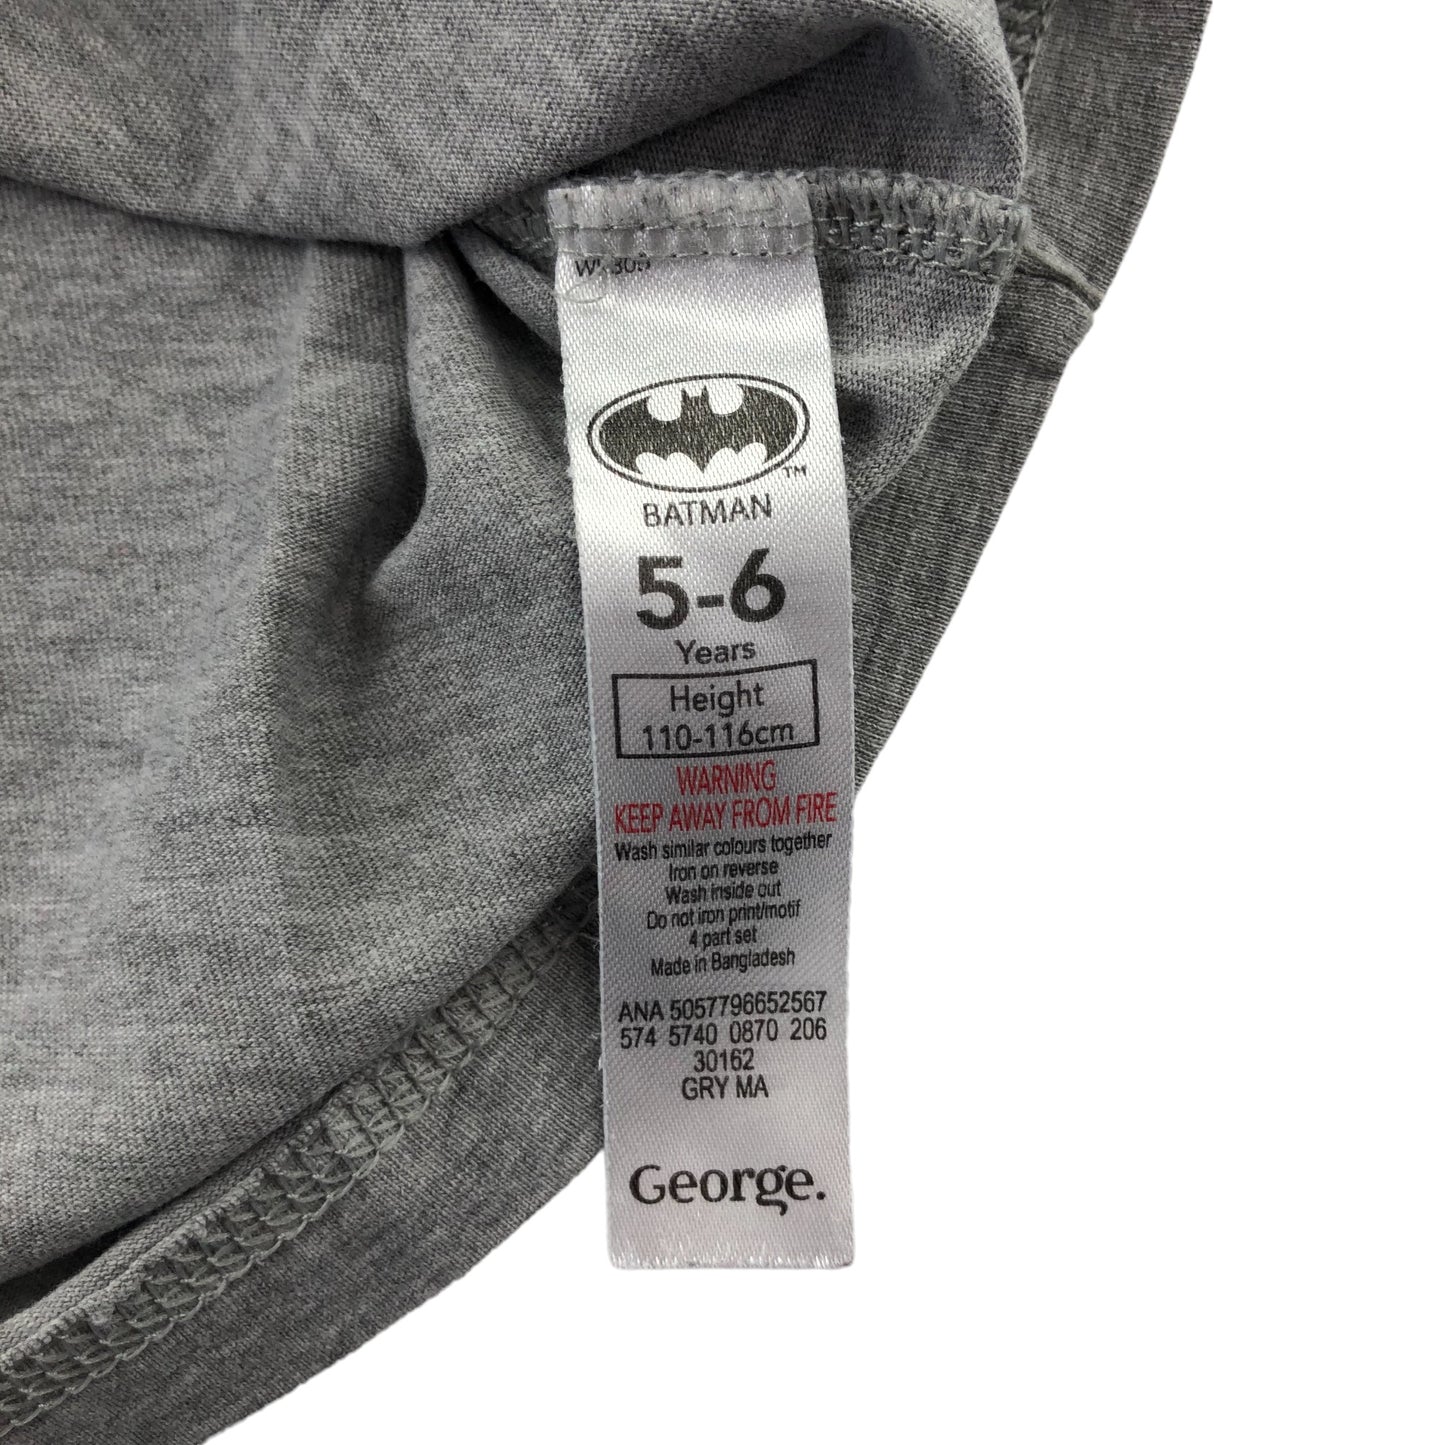 TM
BATMAN
5-6
Years
Height
110-116cm
WARNING
KEEP AWAY FROM FIRE
Wash similar colours together
Iron on reverse
Wash inside out
Do not iron print/motif
4 part set
Made in Bangladesh
ANA 5057796652567
574 5740 0870 206
30162
GRY MA
George.